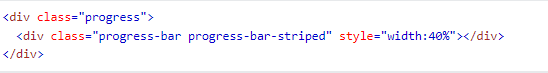 <div class="progress">
  <div class="progress-bar progress-bar-striped" style="width:40%"></div>
</div>